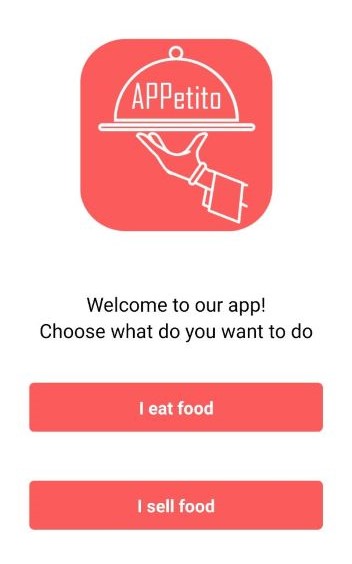 APPetito
Welcome to our app!
Choose what do you want to do
I eat food
I sell food